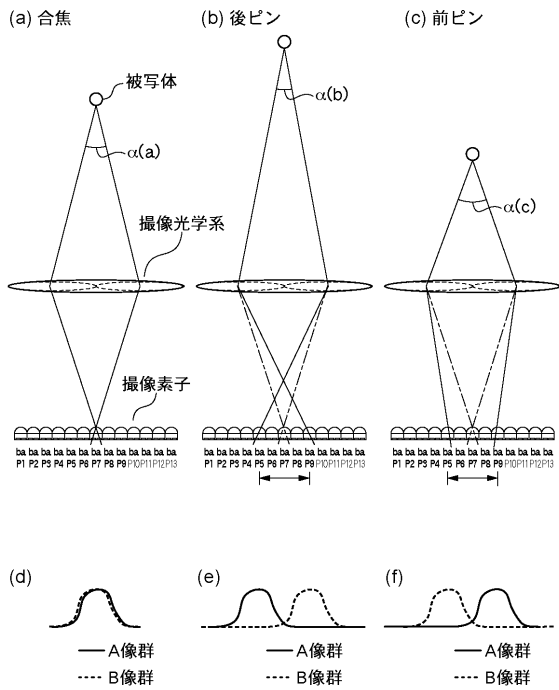 (a) 合焦
(b) 後ピン
(c) 前ピン
被写体
α(a)
α(b)
α(c)
撮像光学系
撮像素子
ba ba ba ba ba ba ba ba ba ba ba ba ba
P1 P2 P3 P4 P5 P6 P7 P8 P9 P10 P11 P12 P13
ba ba ba ba ba ba ba ba ba ba ba ba ba
P1 P2 P3 P4 P5 P6 P7 P8 P9 P10 P11 P12 P13
ba ba ba ba ba ba ba ba ba ba ba ba ba
P1 P2 P3 P4 P5 P6 P7 P8 P9 P10 P11 P12 P13
(d)
A像群
B像群
(e)
A像群
B像群
(f)
A像群
B像群